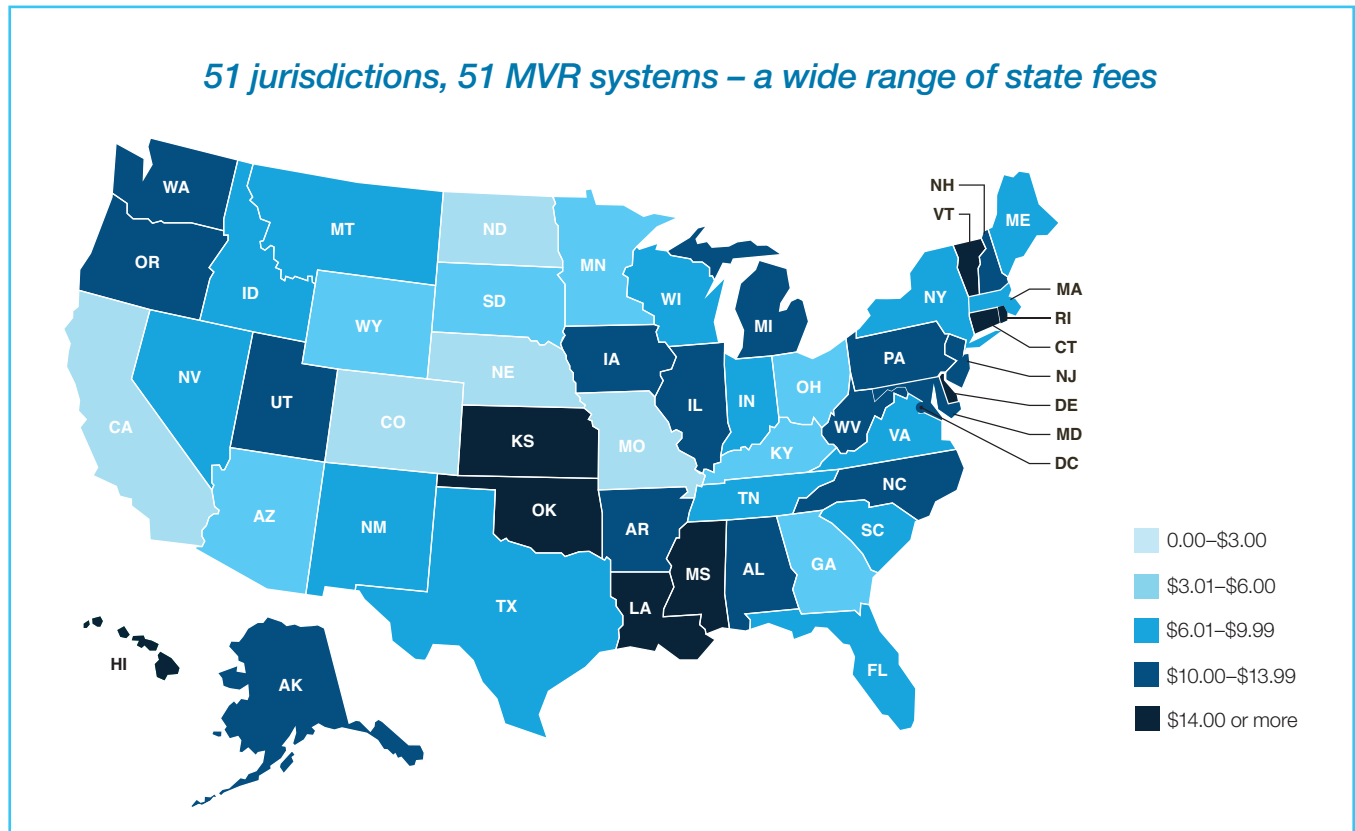 51 jurisdictions, 51 MVR systems – a wide range of state fees
WA
OR
CA
NV
ID
MT
WY
UT
AZ
CO
NM
ND
SD
NE
KS
OK
TX
MN
IA
MO
AR
LA
WI
IL
MI
IN
OH
KY
TN
MS
AL
GA
FL
SC
NC
VA
WV
PA
NY
ME
NH
VT
MA
RI
CT
NJ
DE
MD
DC
HI
AK
0.00–$3.00
$3.01–$6.00
$6.01–$9.99
$10.00–$13.99
$14.00 or more